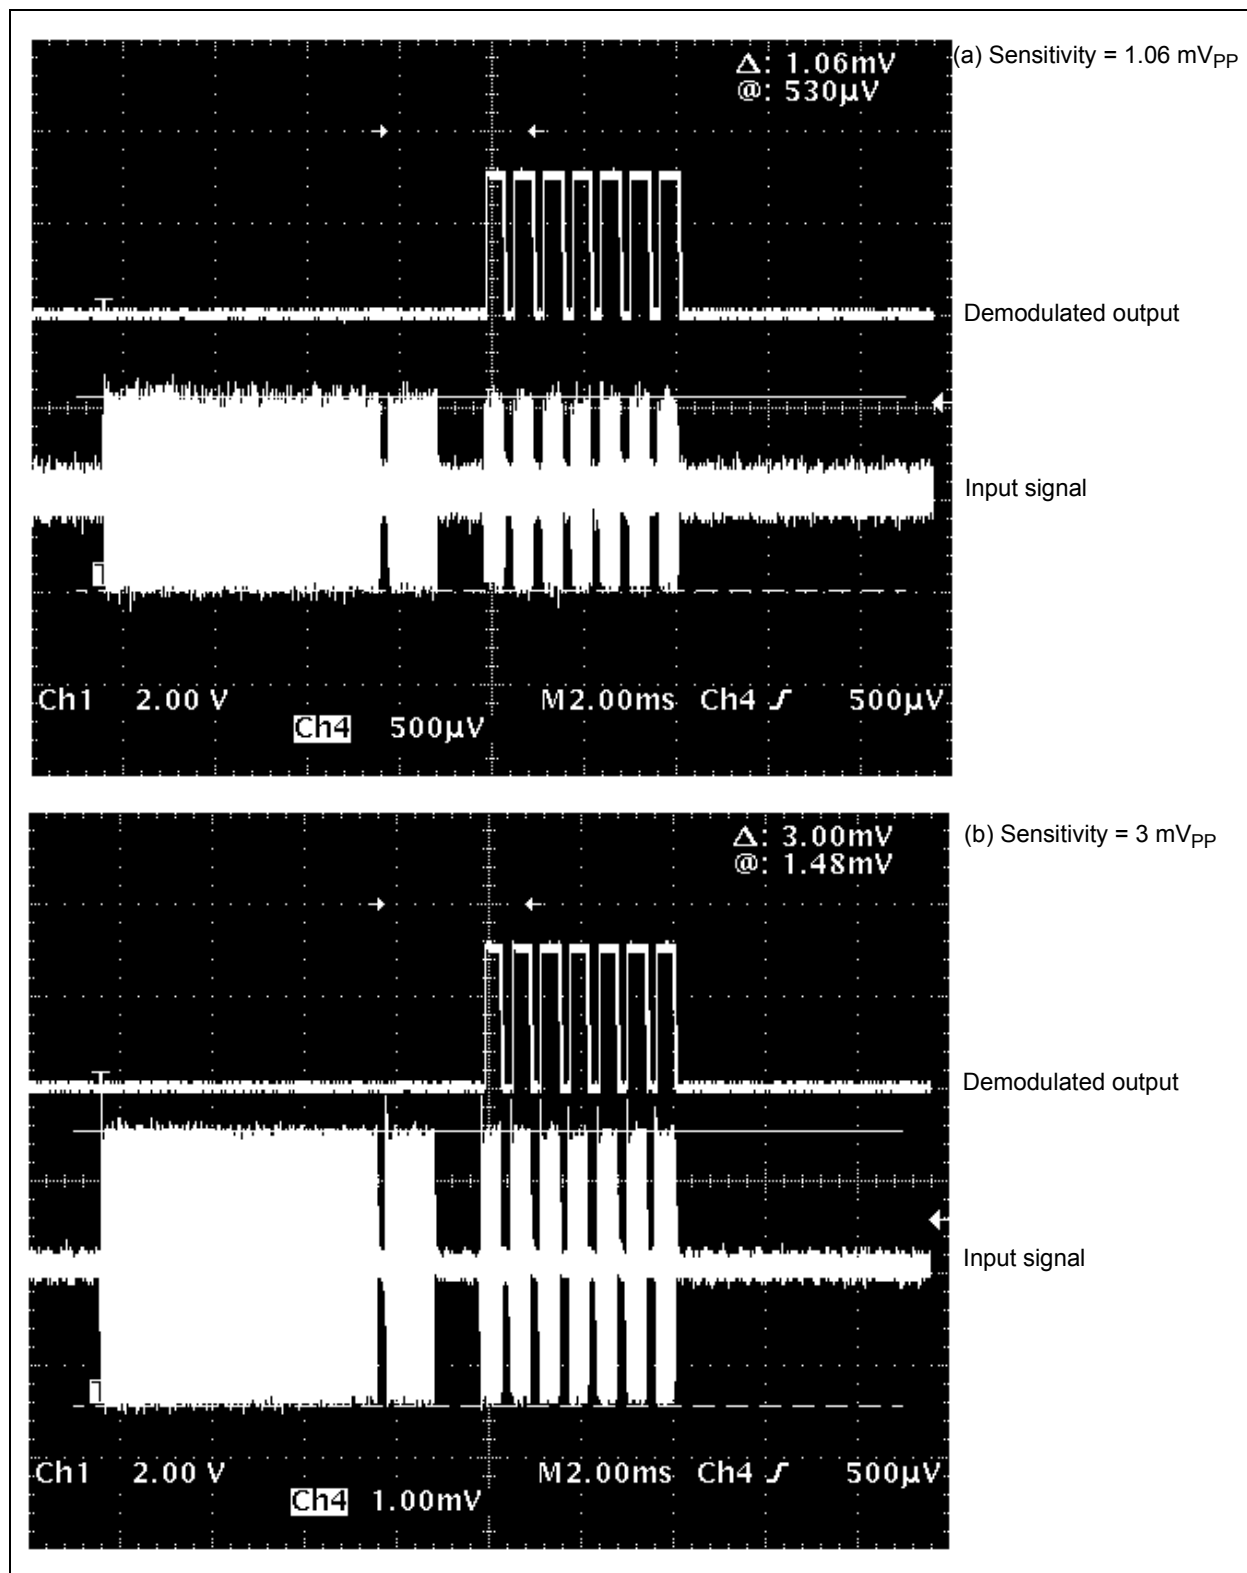 Δ: 1.06mV
@: 530µV
(a) Sensitivity = 1.06 mVPP
Demodulated output
Input signal
Ch1 2.00 V M2.00ms Ch4 500µV
Ch4 500µV
Δ: 3.00mV
@: 1.48mV
(b) Sensitivity = 3 mVPP
Demodulated output
Input signal
Ch1 2.00 V M2.00ms Ch4 500µV
Ch4 1.00mV